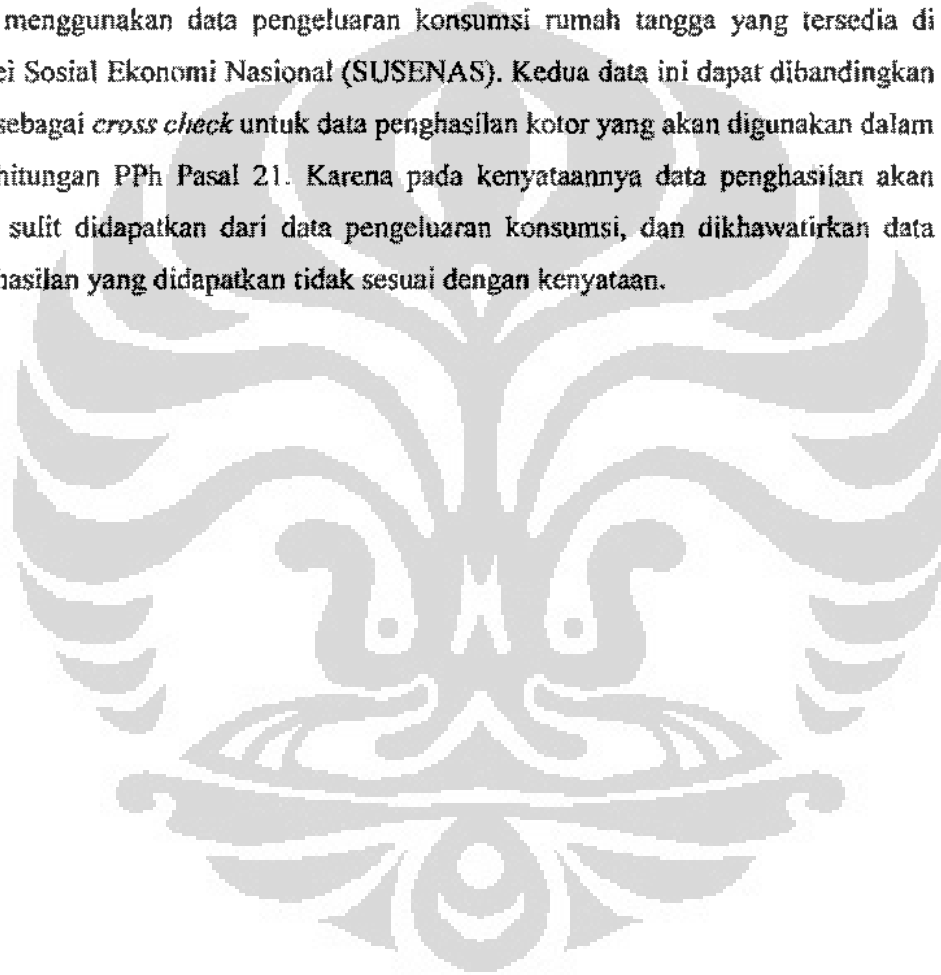 menggunakan data pengeluaran konsumsi rumah tangga yang tersedia di
ei Sosial Ekonomi Nasional (SUSENAS). Kedua data ini dapat dibandingkan
sebagai cross check untuk data penghasilan kotor yang akan digunakan dalam
hitungan PPh Pasal 21. Karena pada kenyataannya data penghasilan akan
sulit didapatkan dari data pengeluaran konsumsi, dan dikhawatirkan data
hasilan yang didapatkan tidak sesuai dengan kenyataan.